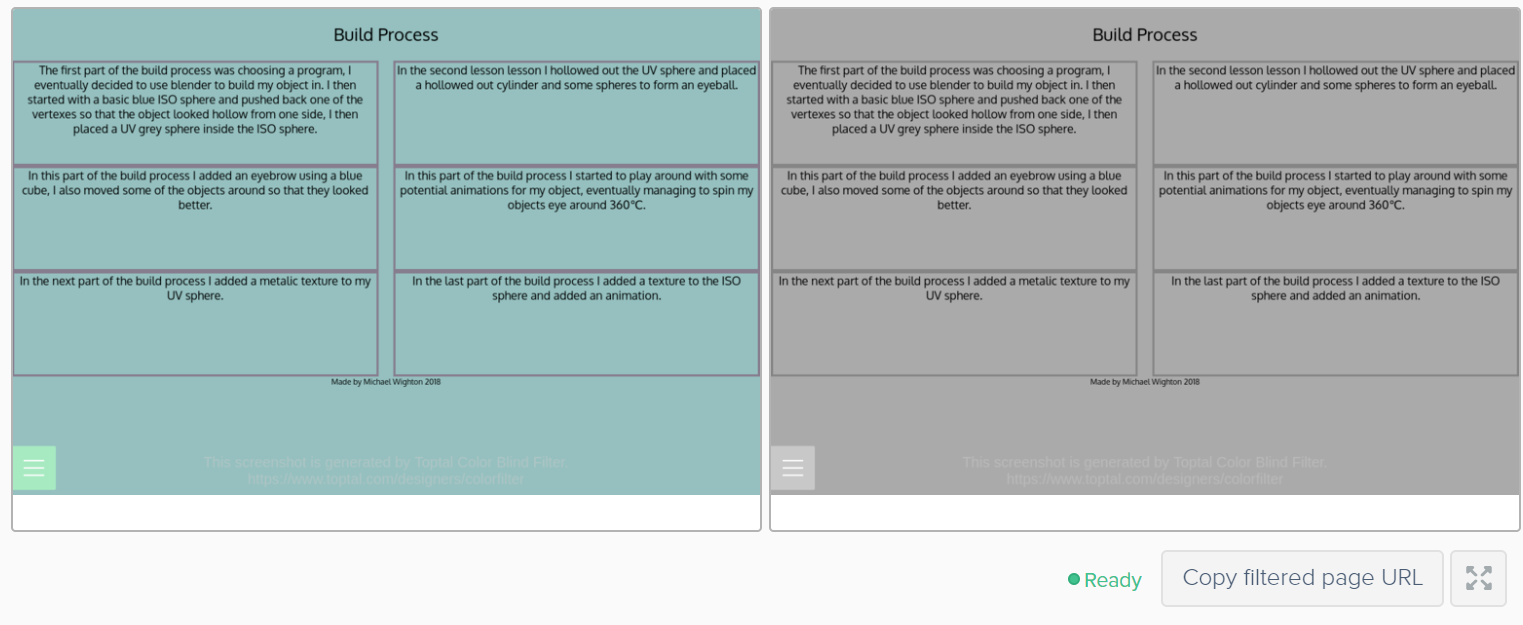 Build Process
The first part of the build process was choosing a program, I
eventually decided to use blender to build my object in. I then
started with a basic blue ISO sphere and pushed back one of the
vertexes so that the object looked hollow from one side, I then
placed a UV grey sphere inside the ISO sphere.
In the second lesson lesson I hollowed out the UV sphere and placed
a hollowed out cylinder and some spheres to form an eyeball.
In this part of the build process I added an eyebrow using a blue
cube, I also moved some of the objects around so that they looked
better.
In this part of the build process I started to play around with some
potential animations for my object, eventually managing to spin my
objects eye around 360°C.
In the next part of the build process I added a metalic texture to my
UV sphere.
In the last part of the build process I added a texture to the ISO
sphere and added an animation.
Made by Michael Wighton 2018
This screenshot is generated by Toptal Color Blind Filter.
https://www.toptal.com/designers/colorfilter
Build Process
The first part of the build process was choosing a program, I
eventually decided to use blender to build my object in. I then
started with a basic blue ISO sphere and pushed back one of the
vertexes so that the object looked hollow from one side, I then
placed a UV grey sphere inside the ISO sphere.
In the second lesson lesson I hollowed out the UV sphere and placed
a hollowed out cylinder and some spheres to form an eyeball.
In this part of the build process I added an eyebrow using a blue
cube, I also moved some of the objects around so that they looked
better.
In this part of the build process I started to play around with some
potential animations for my object, eventually managing to spin my
objects eye around 360°C.
In the next part of the build process I added a metalic texture to my
UV sphere.
In the last part of the build process I added a texture to the ISO
sphere and added an animation.
Made by Michael Wighton 2018
This screenshot is generated by Toptal Color Blind Filter.
https://www.toptal.com/designers/colorfilter
Ready
Copy filtered page URL